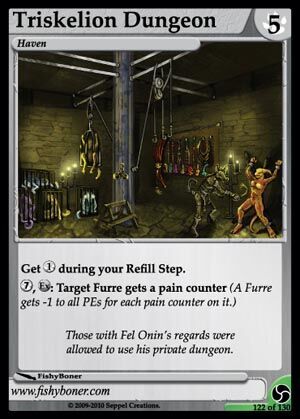 Triskelion Dungeon 5
Haven
Get 1 during your Refill Step.
7, Ex: Target Furre gets a pain counter (A Furre
gets -1 to all PEs for each pain counter on it.)
Those with Fel Onin's regards were
allowed to use his private dungeon.
FishyBoner
www.fishyboner.com
© 2009-2010 Seppel Creations.
122 of 130